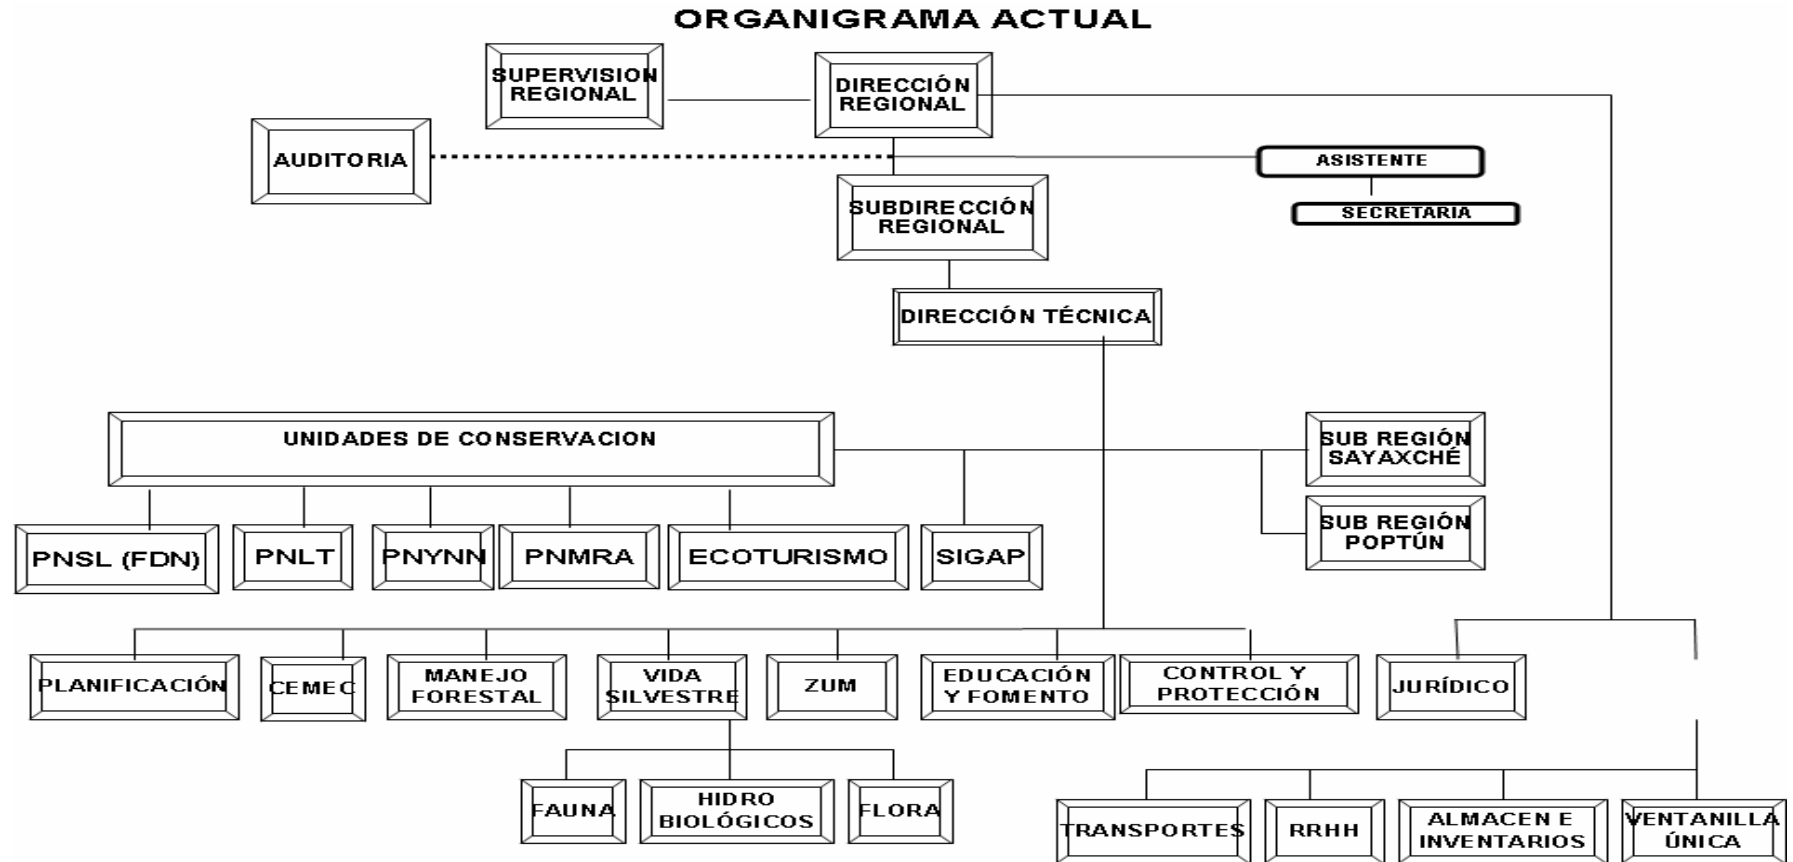 ORGANIGRAMA ACTUAL
SUPERVISION
REGIONAL
DIRECCIÓN
REGIONAL
AUDITORIA
ASISTENTE
SECRETARIA
SUBDIRECCIÓN
REGIONAL
DIRECCIÓN TÉCNICA
UNIDADES DE CONSERVACION
SUB REGIÓN
SAYAXCHÉ
SUB REGIÓN
POPTÚN
PNSL (FDN)
PNLT
PNYNN
PNMRA
ECOTURISMO
SIGAP
PLANIFICACIÓN
CEMEC
MANEJO
FORESTAL
VIDA
SILVESTRE
ZUM
EDUCACIÓN
Y FOMENTO
CONTROL Y
PROTECCIÓN
JURÍDICO
FAUNA
HIDRO
BIOLÓGICOS
FLORA
TRANSPORTES
RRHH
ALMACEN E
INVENTARIOS
VENTANILLA
ÚNICA